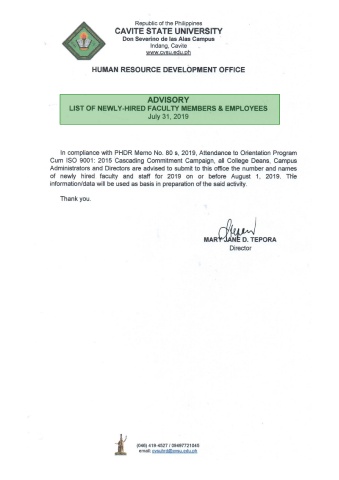 Republic of the Philippines
CAVITE STATE UNIVERSITY
Don Severino de las Alas Campus
Indang, Cavite
www.cvsu.edu.ph
HUMAN RESOURCE DEVELOPMENT OFFICE
ADVISORY
LIST OF NEWLY-HIRED FACULTY MEMBERS & EMPLOYEES
July 31, 2019
In compliance with PHDR Memo No. 80 s, 2019, Attendance to Orientation Program
Cum ISO 9001: 2015 Cascading Commitment Campaign, all College Deans, Campus
Administrators and Directors are advised to submit to this office the number and names
of newly hired faculty and staff for 2019 on or before August 1, 2019. The
information/data will be used as basis in preparation of the said activity.
Thank you.
MARY JANE D. TEPORA
Director
(046) 419-4527 / 09497721045
email: cvsuhrd@cvsu.edu.ph